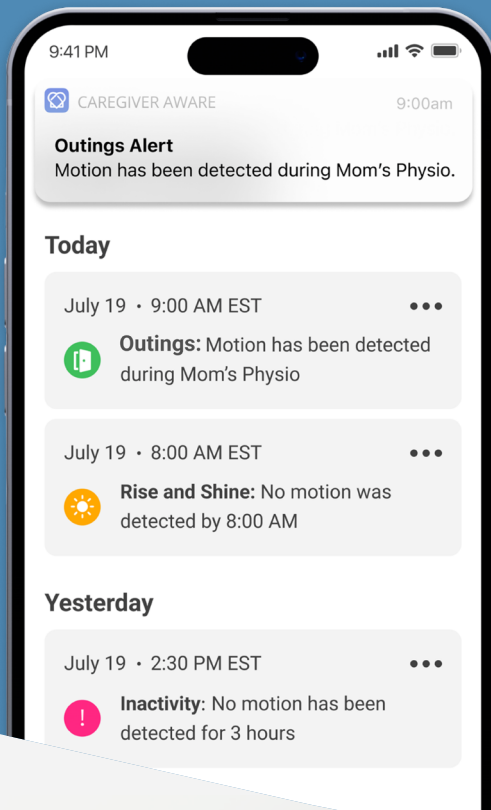 9:41 PM
CAREGIVER AWARE 9:00am
Outings Alert
Motion has been detected during Mom's Physio.
Today
July 19 • 9:00 AM EST
Outings: Motion has been detected
during Mom's Physio
July 19 • 8:00 AM EST
Rise and Shine: No motion was
detected by 8:00 AM
Yesterday
July 19 • 2:30 PM EST
Inactivity: No motion has been
detected for 3 hours